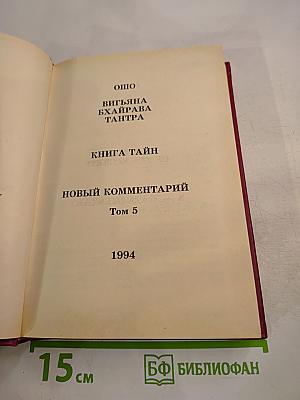 ОШО
ВИГЬЯНА
БХАЙРАВА
ТАНТРА
КНИГА ТАЙН
НОВЫЙ КОММЕНТАРИЙ
Том 5
1994
15 см
БФ БИБЛИОФАН